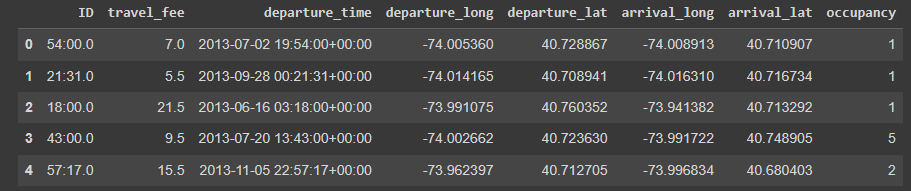 ID travel_fee departure_time departure_long departure_lat arrival_long arrival_lat occupancy
0 54:00.0 7.0 2013-07-02 19:54:00+00:00 -74.005360 40.728867 -74.008913 40.710907 1
1 21:31.0 5.5 2013-09-28 00:21:31+00:00 -74.014165 40.708941 -74.016310 40.716734 1
2 18:00.0 21.5 2013-06-16 03:18:00+00:00 -73.991075 40.760352 -73.941382 40.713292 1
3 43:00.0 9.5 2013-07-20 13:43:00+00:00 -74.002662 40.723630 -73.991722 40.748905 5
4 57:17.0 15.5 2013-11-05 22:57:17+00:00 -73.962397 40.712705 -73.996834 40.680403 2